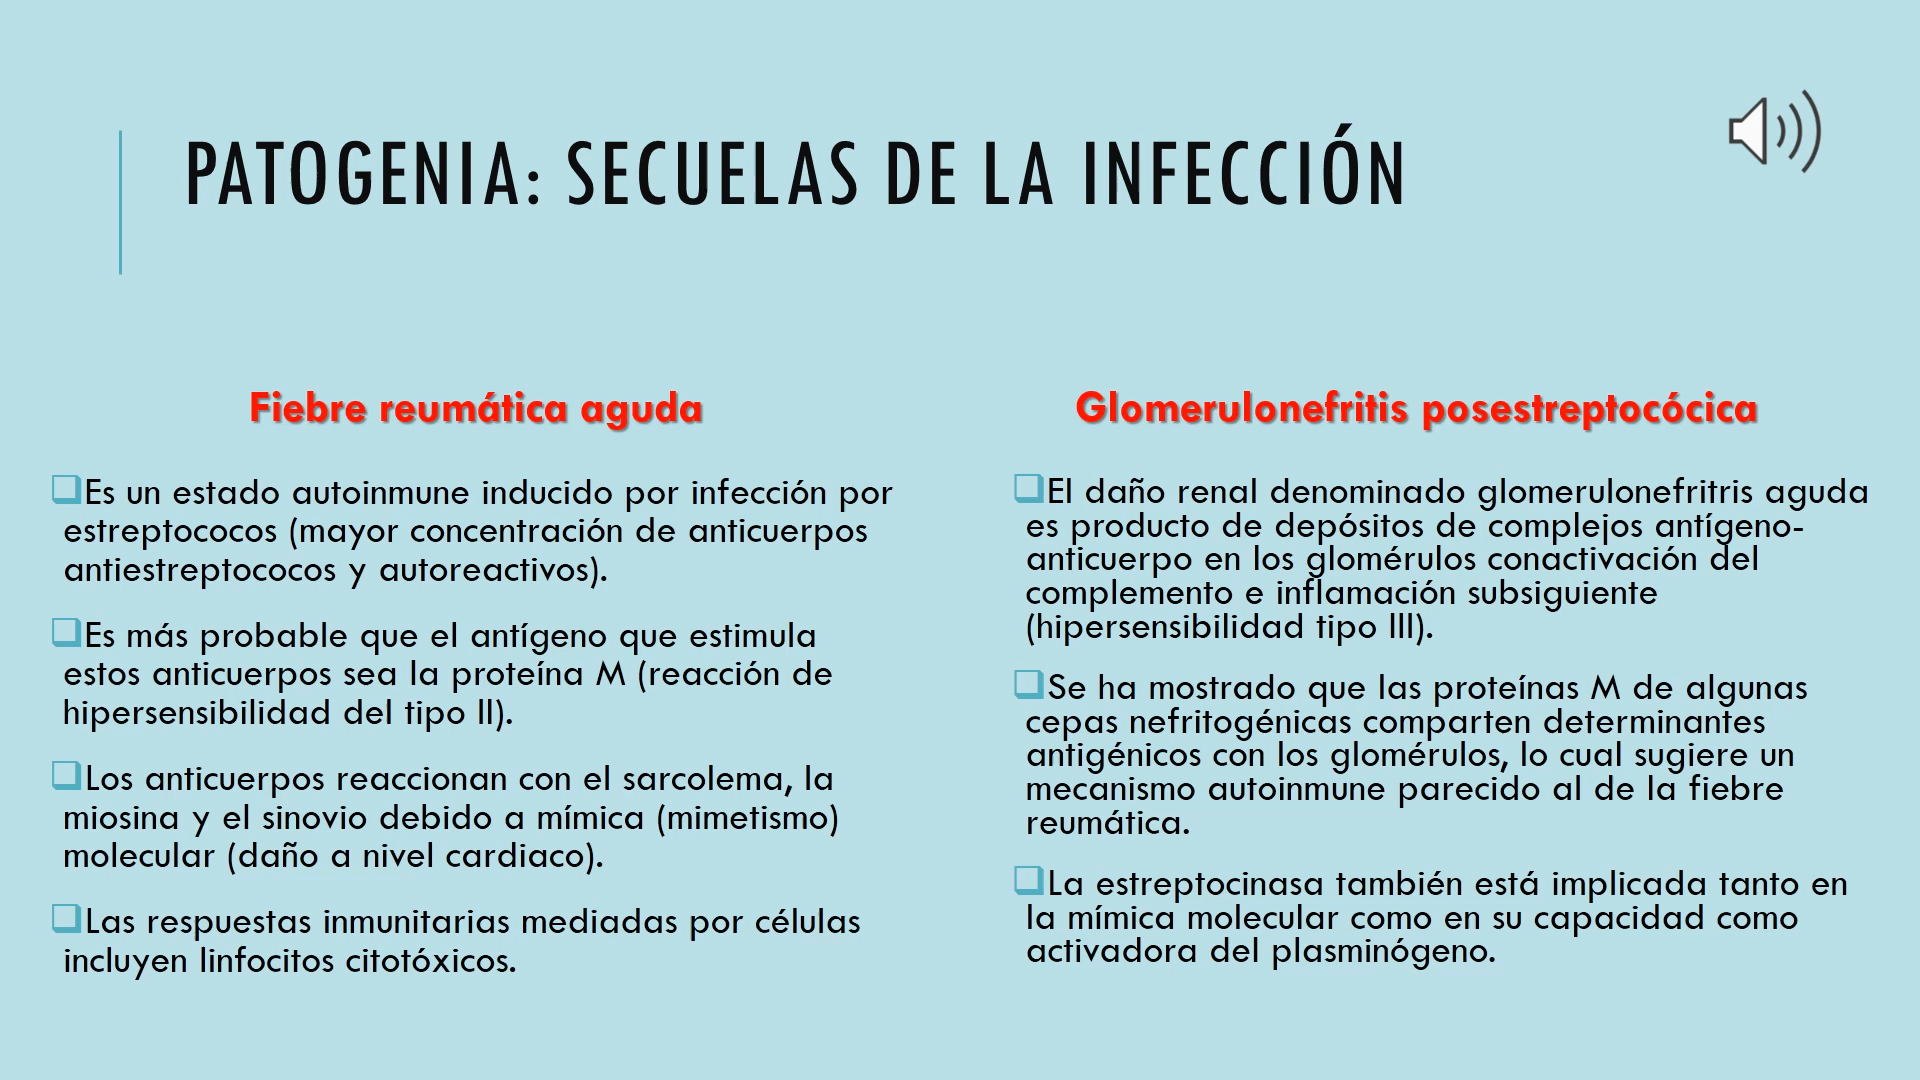 PATOGENIA: SECUELAS DE LA INFECCIÓN
Fiebre reumática aguda
Es un estado autoinmune inducido por infección por
estreptococos (mayor concentración de anticuerpos
antiestreptococos y autoreactivos).
Es más probable que el antígeno que estimula
estos anticuerpos sea la proteína M (reacción de
hipersensibilidad del tipo ll).
Los anticuerpos reaccionan con el sarcolema, la
miosina y el sinovio debido a mímica (mimetismo)
molecular (daño a nivel cardiaco).
Las respuestas inmunitarias mediadas por células
incluyen linfocitos citotóxicos.
Glomerulonefritis posestreptocócica
El daño renal denominado glomerulonefritris aguda
es producto de depósitos de complejos antígeno-
anticuerpo en los glomérulos conactivación del
complemento e inflamación subsiguiente
(hipersensibilidad tipo lll).
Se ha mostrado que las proteínas M de algunas
cepas nefritogénicas comparten determinantes
antigénicos con los glomérulos, lo cual sugiere un
mecanismo autoinmune parecido al de la fiebre
reumática.
La estreptocinasa también está implicada tanto en
la mímica molecular como en su capacidad como
activadora del plasminógeno.